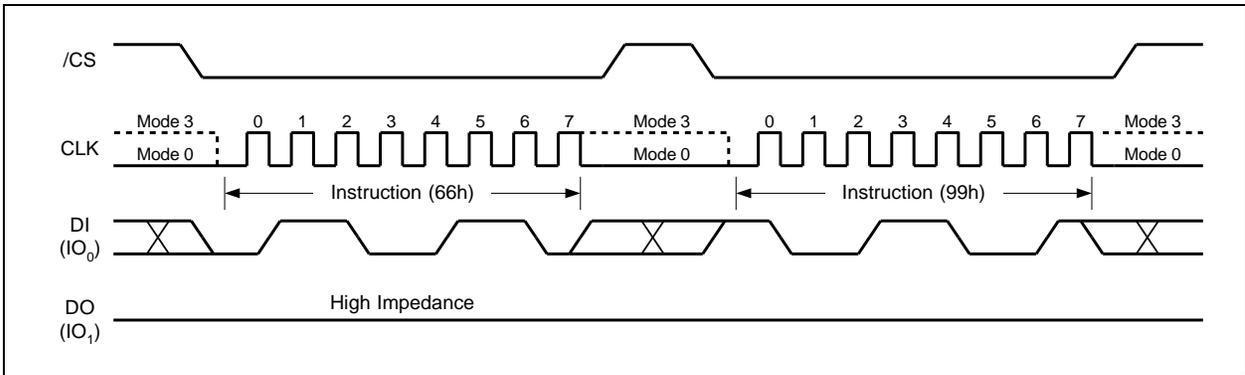 /CS
Mode 3 0 1 2 3 4 5 6 7 Mode 3 0 1 2 3 4 5 6 7 Mode 3
CLK
Mode 0 Mode 0 Mode 0
Instruction (66h) Instruction (99h)
DI
(IO0)
High Impedance
DO
(IO1)